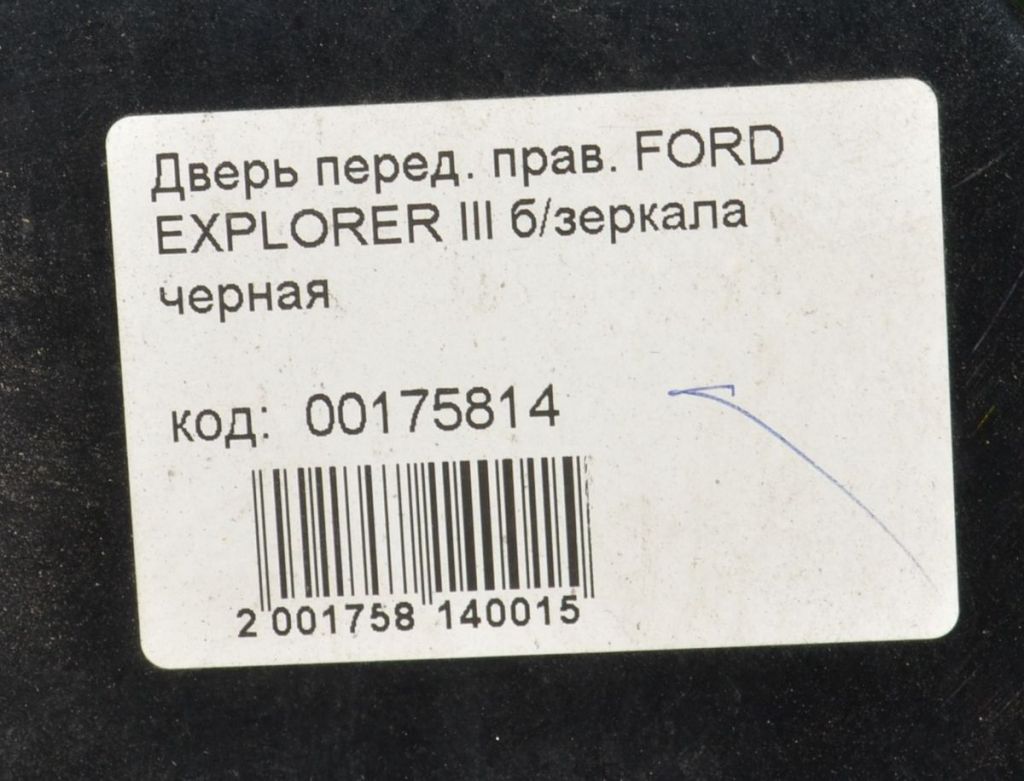 Дверь перед. прав. FORD
EXPLORER III б/зеркала
черная
код: 00175814
2 001758 140015